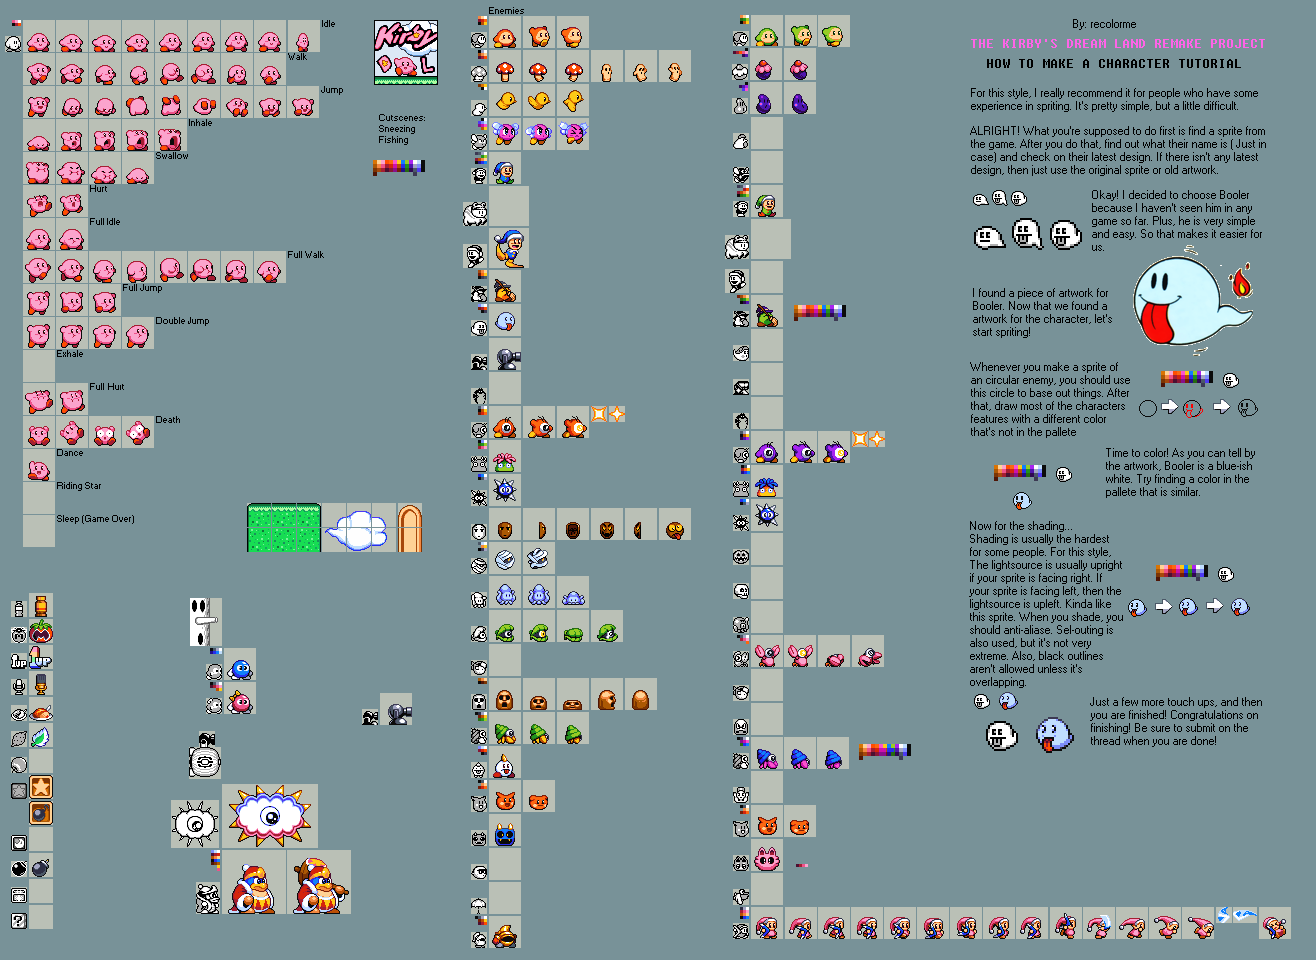 Idle
Walk
Jump
Inhale
Swallow
Hurt
Full Idle
Full Walk
Full Jump
Double Jump
Exhale
Full Hurt
Death
Dance
Riding Star
Sleep (Game Over)
Kirby
Cutscenes:
Sneezing
Fishing
Enemies
1up
1UP
?
By: recolorme
THE KIRBY'S DREAM LAND REMAKE PROJECT
HOW TO MAKE A CHARACTER TUTORIAL
For this style, I really recommend it for people who have some
experience in spriting. It's pretty simple, but a little difficult.
ALRIGHT! What you're supposed to do first is find a sprite from
the game. After you do that, find out what their name is ( Just in
case) and check on their latest design. If there isn't any latest
design, then just use the original sprite or old artwork.
Okay! I decided to choose Booler
because I haven't seen him in any
game so far. Plus, he is very simple
and easy. So that makes it easier for
us.
I found a piece of artwork for
Booler. Now that we found a
artwork for the character, let's
start spriting!
Whenever you make a sprite of
an circular enemy, you should use
this circle to base out things. After
that, draw most of the characters
features with a different color
that's not in the pallete
Time to color! As you can tell by
the artwork, Booler is a blue-ish
white. Try finding a color in the
pallete that is similar.
Now for the shading...
Shading is usually the hardest
for some people. For this style,
The lightsource is usually upright
if your sprite is facing right. If
your sprite is facing left, then the
lightsource is upleft. Kinda like
this sprite. When you shade, you
should anti-aliase. Sel-outing is
also used, but it's not very
extreme. Also, black outlines
aren't allowed unless it's
overlapping.
Just a few more touch ups, and then
you are finished! Congratulations on
finishing! Be sure to submit on the
thread when you are done!